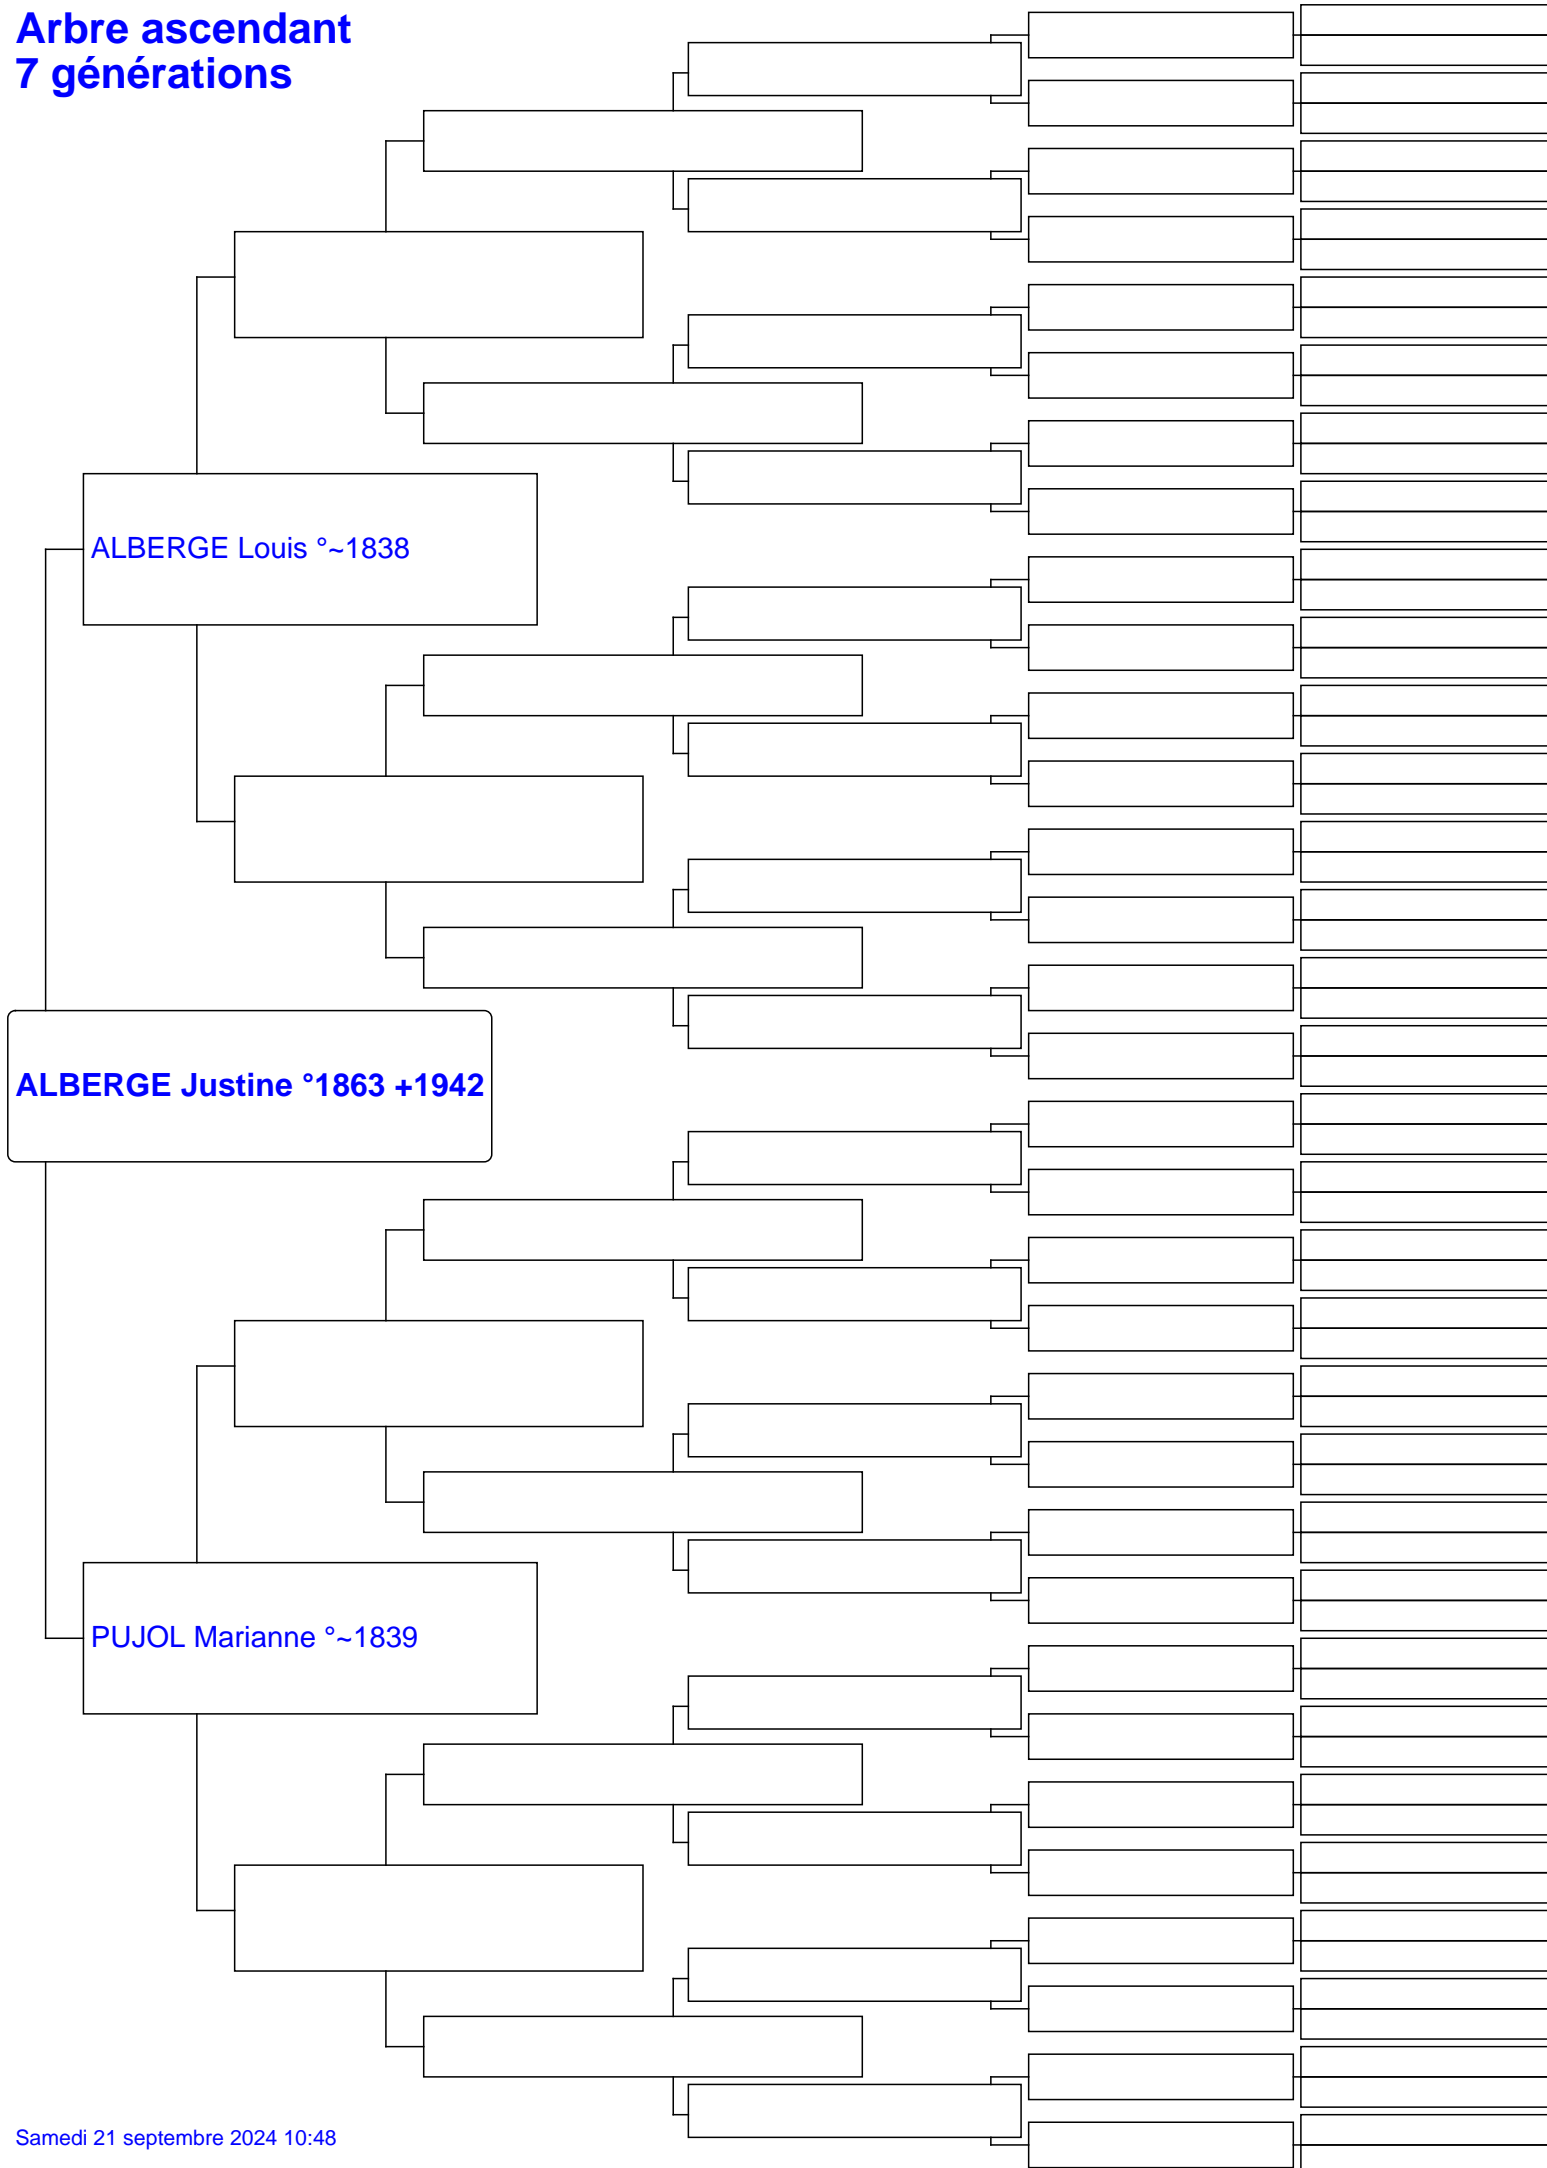 Arbre ascendant
7 générations
ALBERGE Louis °~1838
ALBERGE Justine °1863 +1942
PUJOL Marianne °~1839
Samedi 21 septembre 2024 10:48